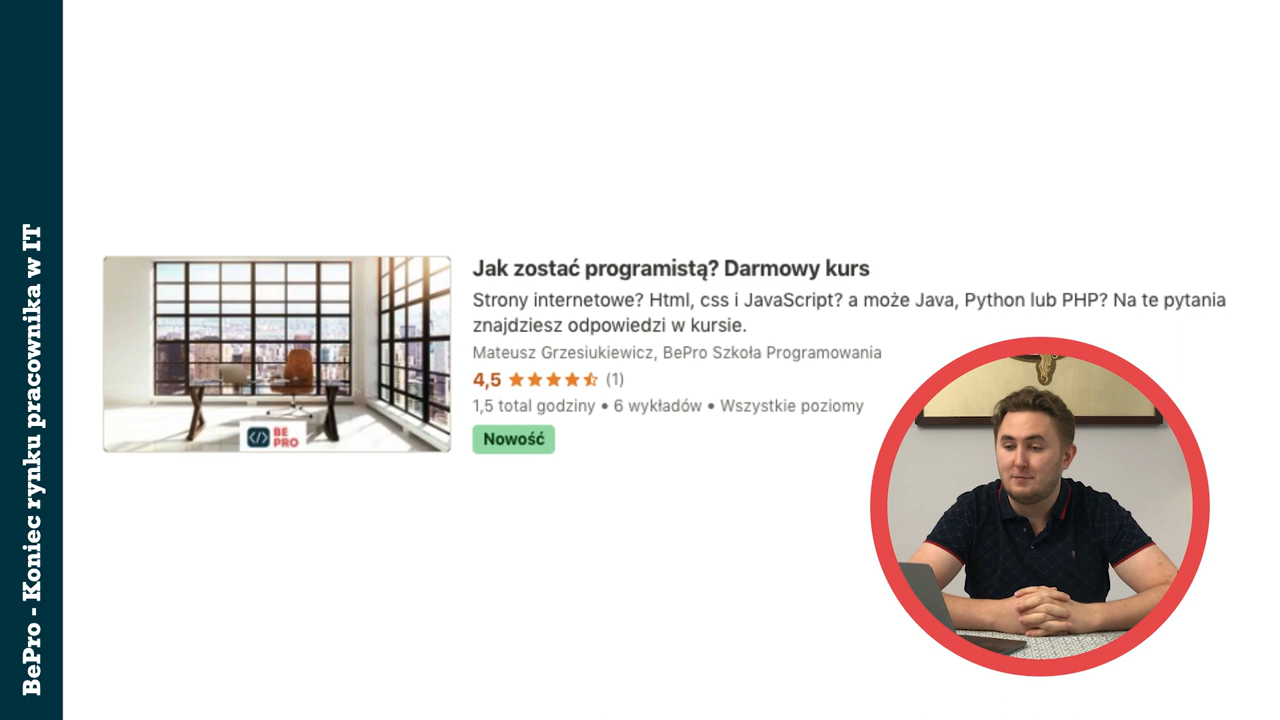 BePro - Koniec rynku pracownika w IT
Jak zostać programistą? Darmowy kurs
Strony internetowe? Html, css i JavaScript? a może Java, Python lub PHP? Na te pytania
znajdziesz odpowiedzi w kursie.
Mateusz Grzesiukiewicz, BePro Szkoła Programowania
4,5 (1)
1,5 total godziny • 6 wykładów • Wszystkie poziomy
Nowość
</> BE
PRO